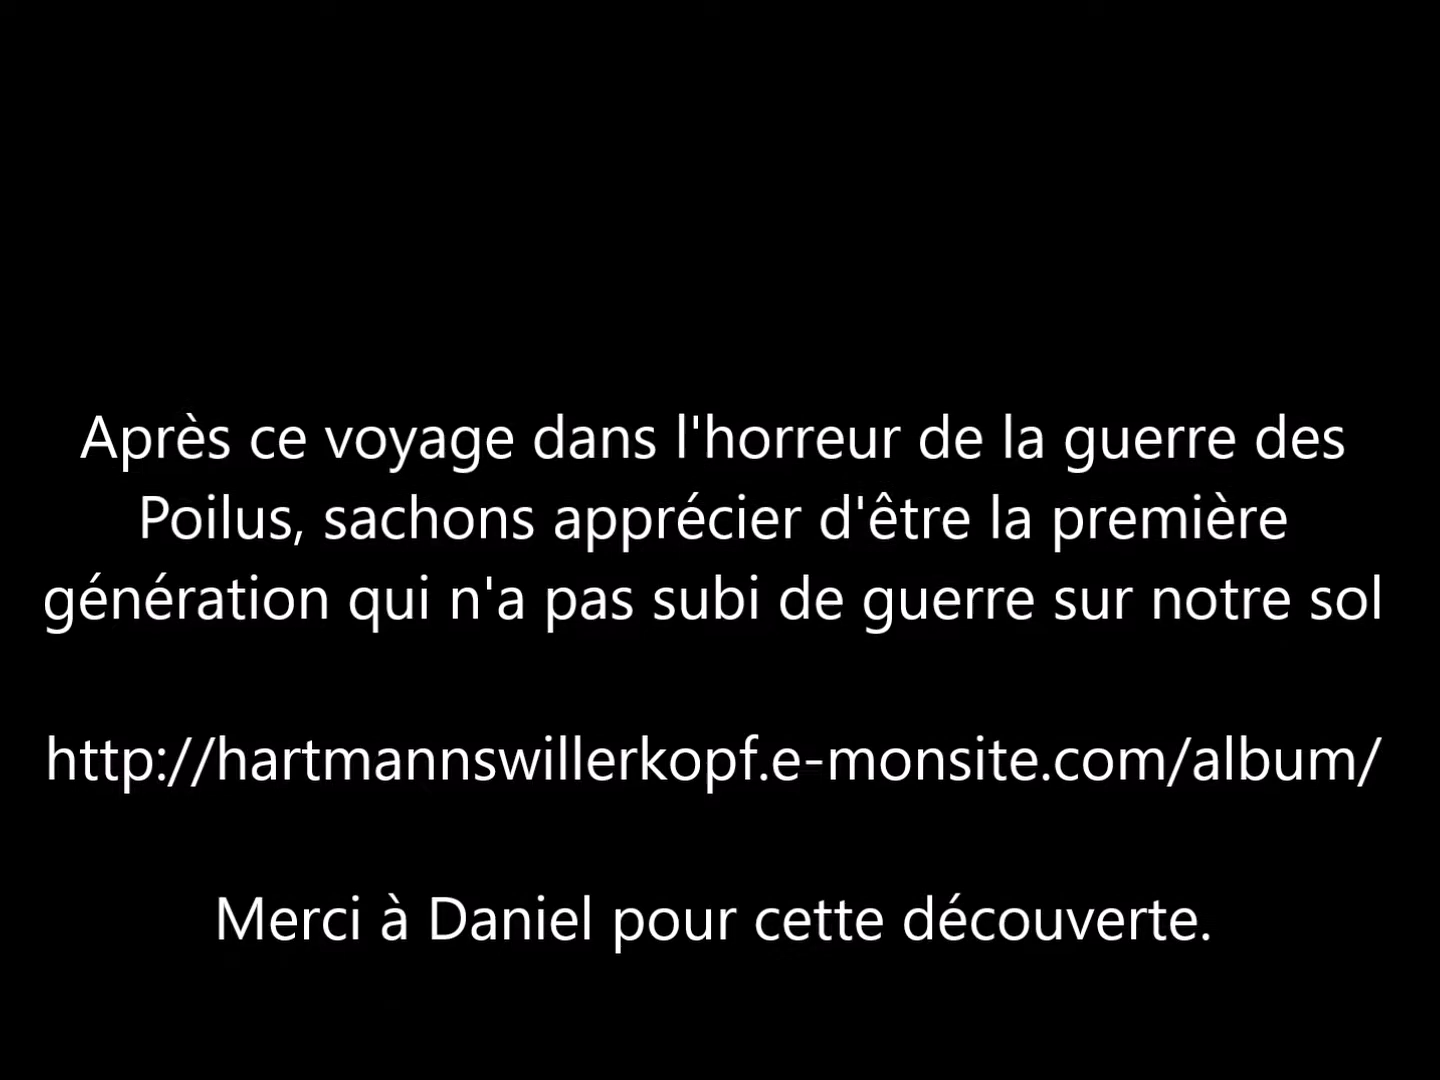 Après ce voyage dans l'horreur de la guerre des
Poilus, sachons apprécier d'être la première
génération qui n'a pas subi de guerre sur notre sol
http://hartmannswillerkopf.e-monsite.com/album/
Merci à Daniel pour cette découverte.